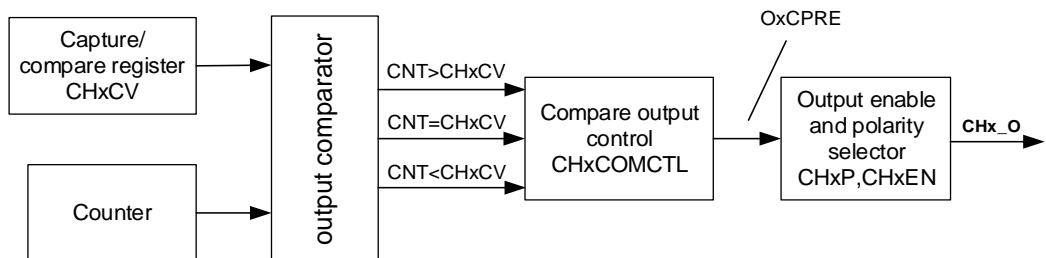 Capture/
compare register
CHxCV
Counter
output comparator
CNT>CHxCV
CNT=CHxCV
CNT<CHxCV
Compare output
control
CHxCOMCTL
OxCPRE
Output enable
and polarity
selector
CHxP,CHxEN
CHx_O